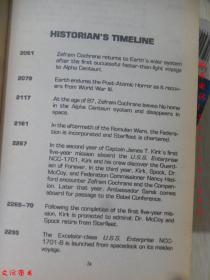 HISTORIAN'S TIMELINE
2061
Zefram Cochrane returns to Earth's solar system
after the first successful faster-than-light voyage
to Alpha Centauri.
2079
Earth endures the Post-Atomic Horror as it recov-
ers from World War III.
2117
At the age of 87, Zefram Cochrane leaves his home
in the Alpha Centauri system and disappears in
space.
2161
In the aftermath of the Romulan Wars, the Federa-
tion is incorporated and Starfleet is chartered.
2267
In the second year of Captain James T. Kirk's first
five-year mission aboard the U.S.S. Enterprise
NCC-1701, Kirk and his crew discover the Guardi-
an of Forever. In the third year, Kirk, Spock, Dr.
McCoy, and Federation Commissioner Nancy Hed-
ford encounter Zefram Cochrane and the Compan-
ion. Later that year, Ambassador Sarek comes
aboard for passage to the Babel Conference.
2269–70
Following the completion of the first five-year mis-
sion, Kirk is promoted to admiral; Dr. McCoy and
Spock retire from Starfleet.
2293
The Excelsior-class U.S.S. Enterprise NCC-
1701-B is launched from spacedock on its maiden
voyage.
ix